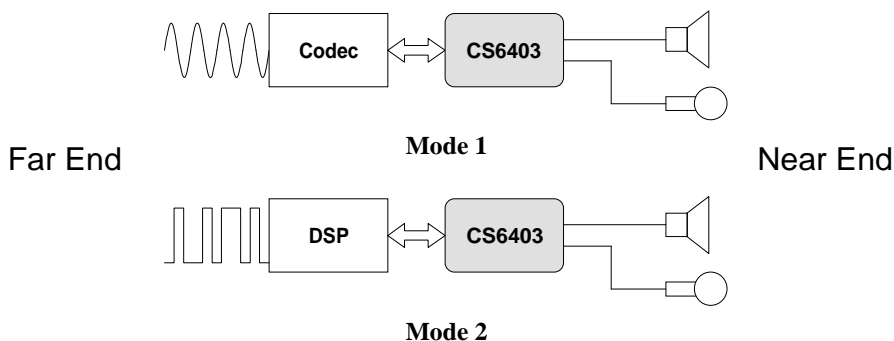 Codec
CS6403
Mode 1
Far End
Near End
DSP
CS6403
Mode 2